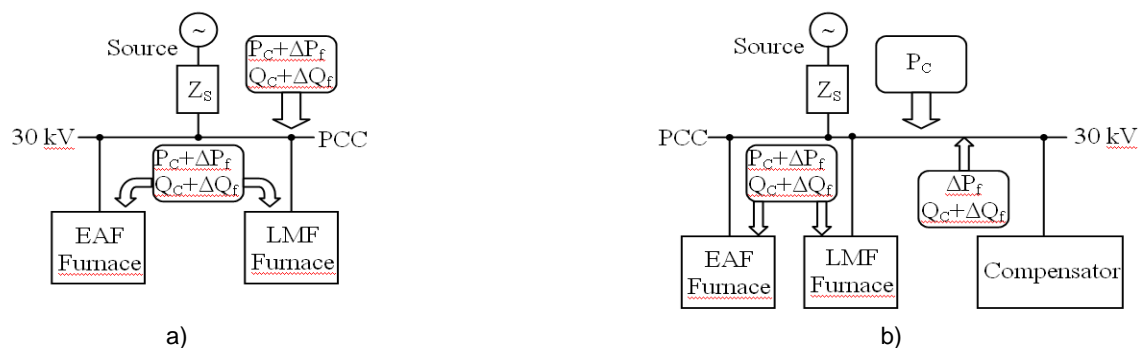 ~
Source
P_C+ΔP_f
Q_C+ΔQ_f
Z_S
30 kV
PCC
P_C+ΔP_f
Q_C+ΔQ_f
EAF
Furnace
LMF
Furnace
a)
~
Source
P_C
Z_S
PCC
30 kV
P_C+ΔP_f
Q_C+ΔQ_f
ΔP_f
Q_C+ΔQ_f
EAF
Furnace
LMF
Furnace
Compensator
b)